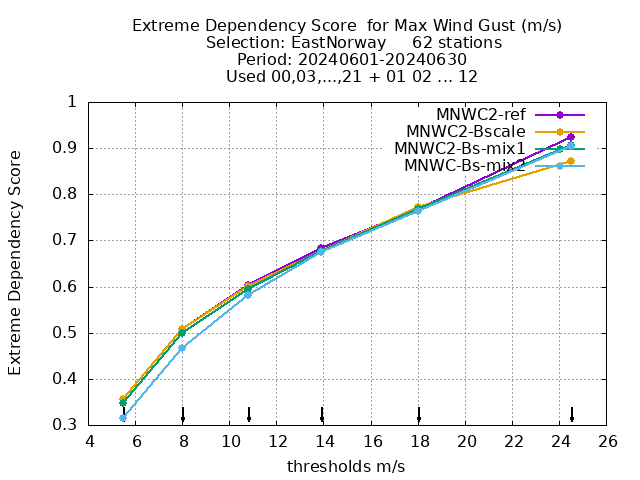 Extreme Dependency Score  for Max Wind Gust (m/s)
Selection: EastNorway     62 stations
Period: 20240601-20240630
Used 00,03,...,21 + 01 02 ... 12
MNWC2-ref
MNWC2-Bscale
MNWC2-Bs-mix1
MNWC-Bs-mix2
Extreme Dependency Score
1
0.9
0.8
0.7
0.6
0.5
0.4
0.3
4 6 8 10 12 14 16 18 20 22 24 26
thresholds m/s